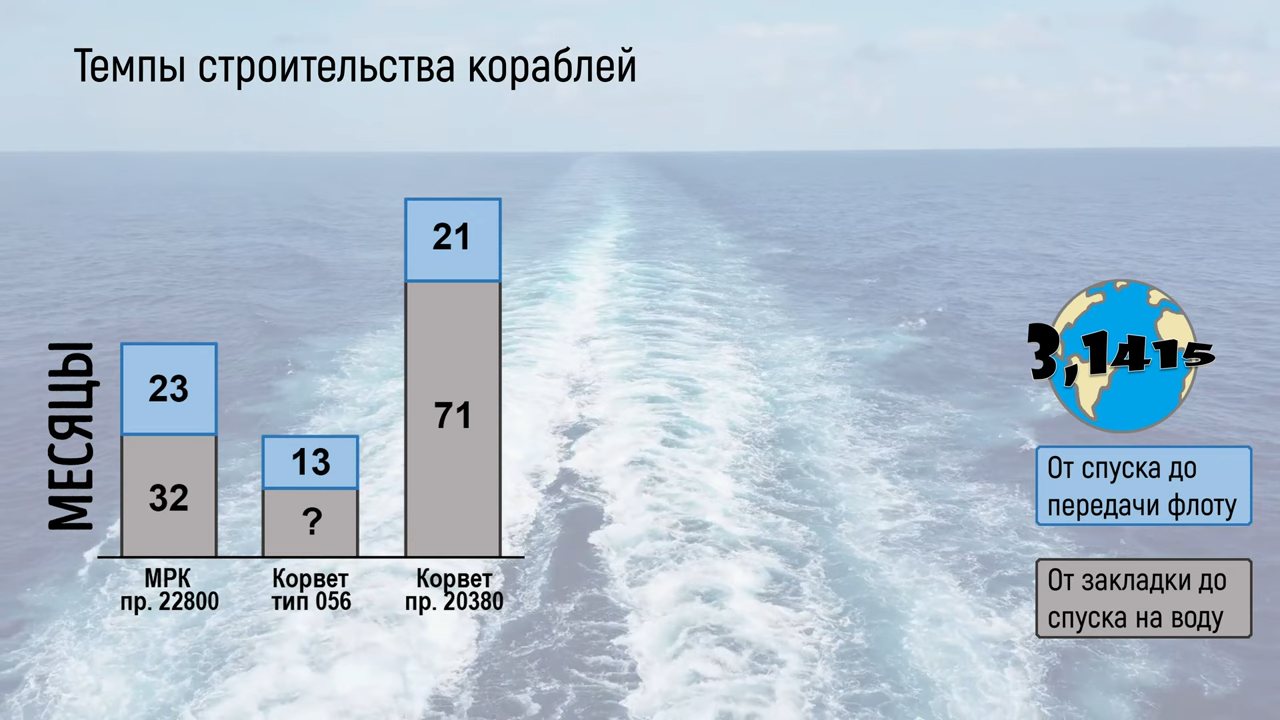 Темпы строительства кораблей
МЕСЯЦЫ
23
32
13
?
21
71
МРК
пр. 22800
Корвет
тип 056
Корвет
пр. 20380
3,1415
От спуска до
передачи флоту
От закладки до
спуска на воду